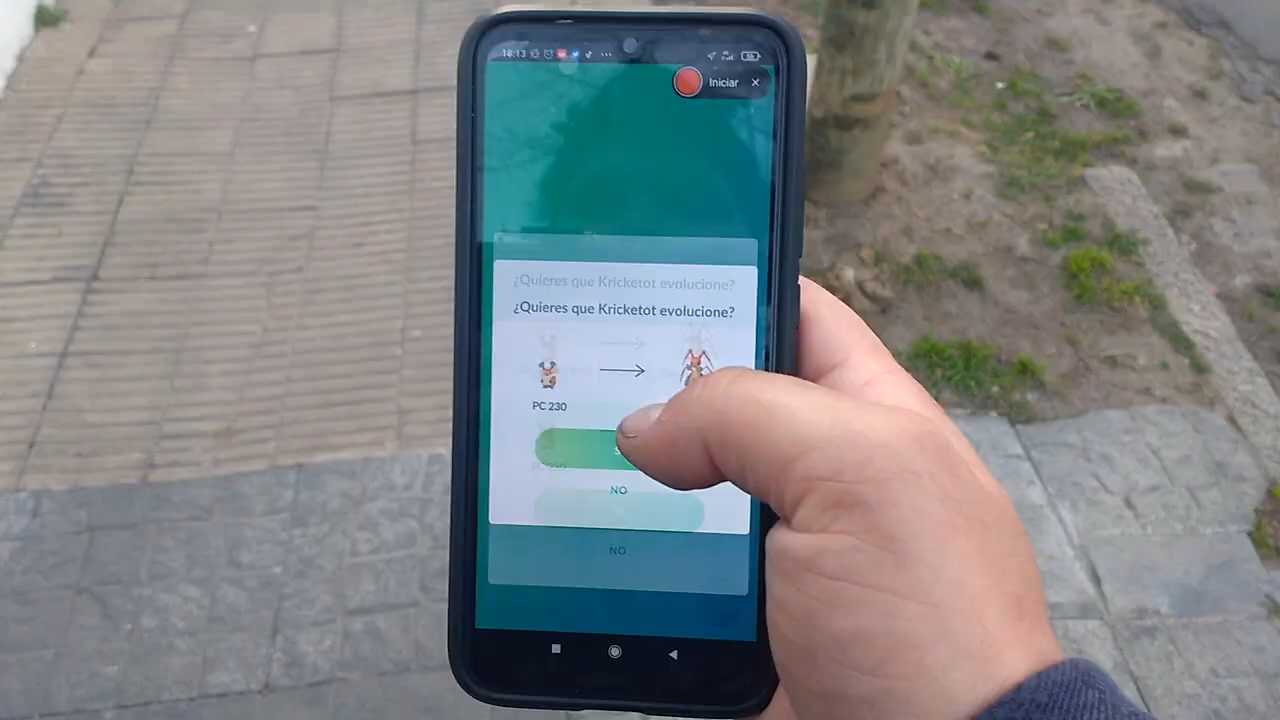 18:13
Iniciar
¿Quieres que Kricketot evolucione?
¿Quieres que Kricketot evolucione?
PC 230
NO
NO